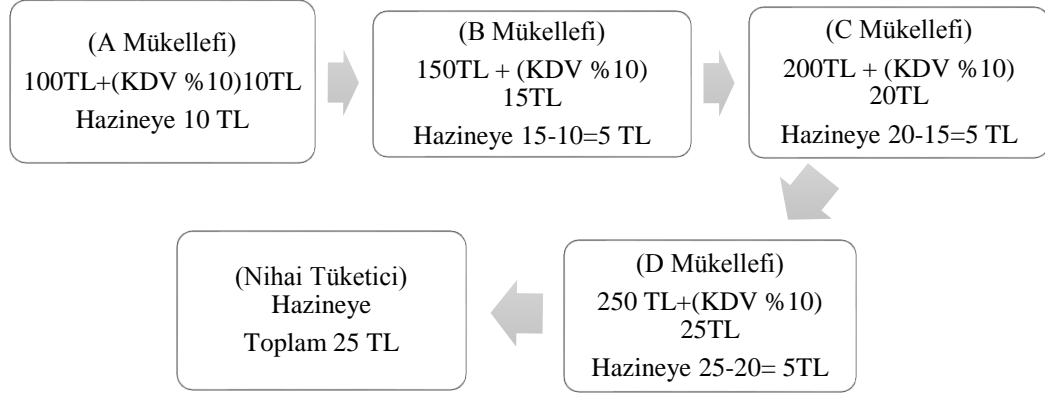 (A Mükellefi)
100TL+(KDV %10)10TL
Hazineye 10 TL
(B Mükellefi)
150TL + (KDV %10)
15TL
Hazineye 15-10=5 TL
(C Mükellefi)
200TL + (KDV %10)
20TL
Hazineye 20-15=5 TL
(D Mükellefi)
250 TL+(KDV %10)
25TL
Hazineye 25-20= 5TL
(Nihai Tüketici)
Hazineye
Toplam 25 TL